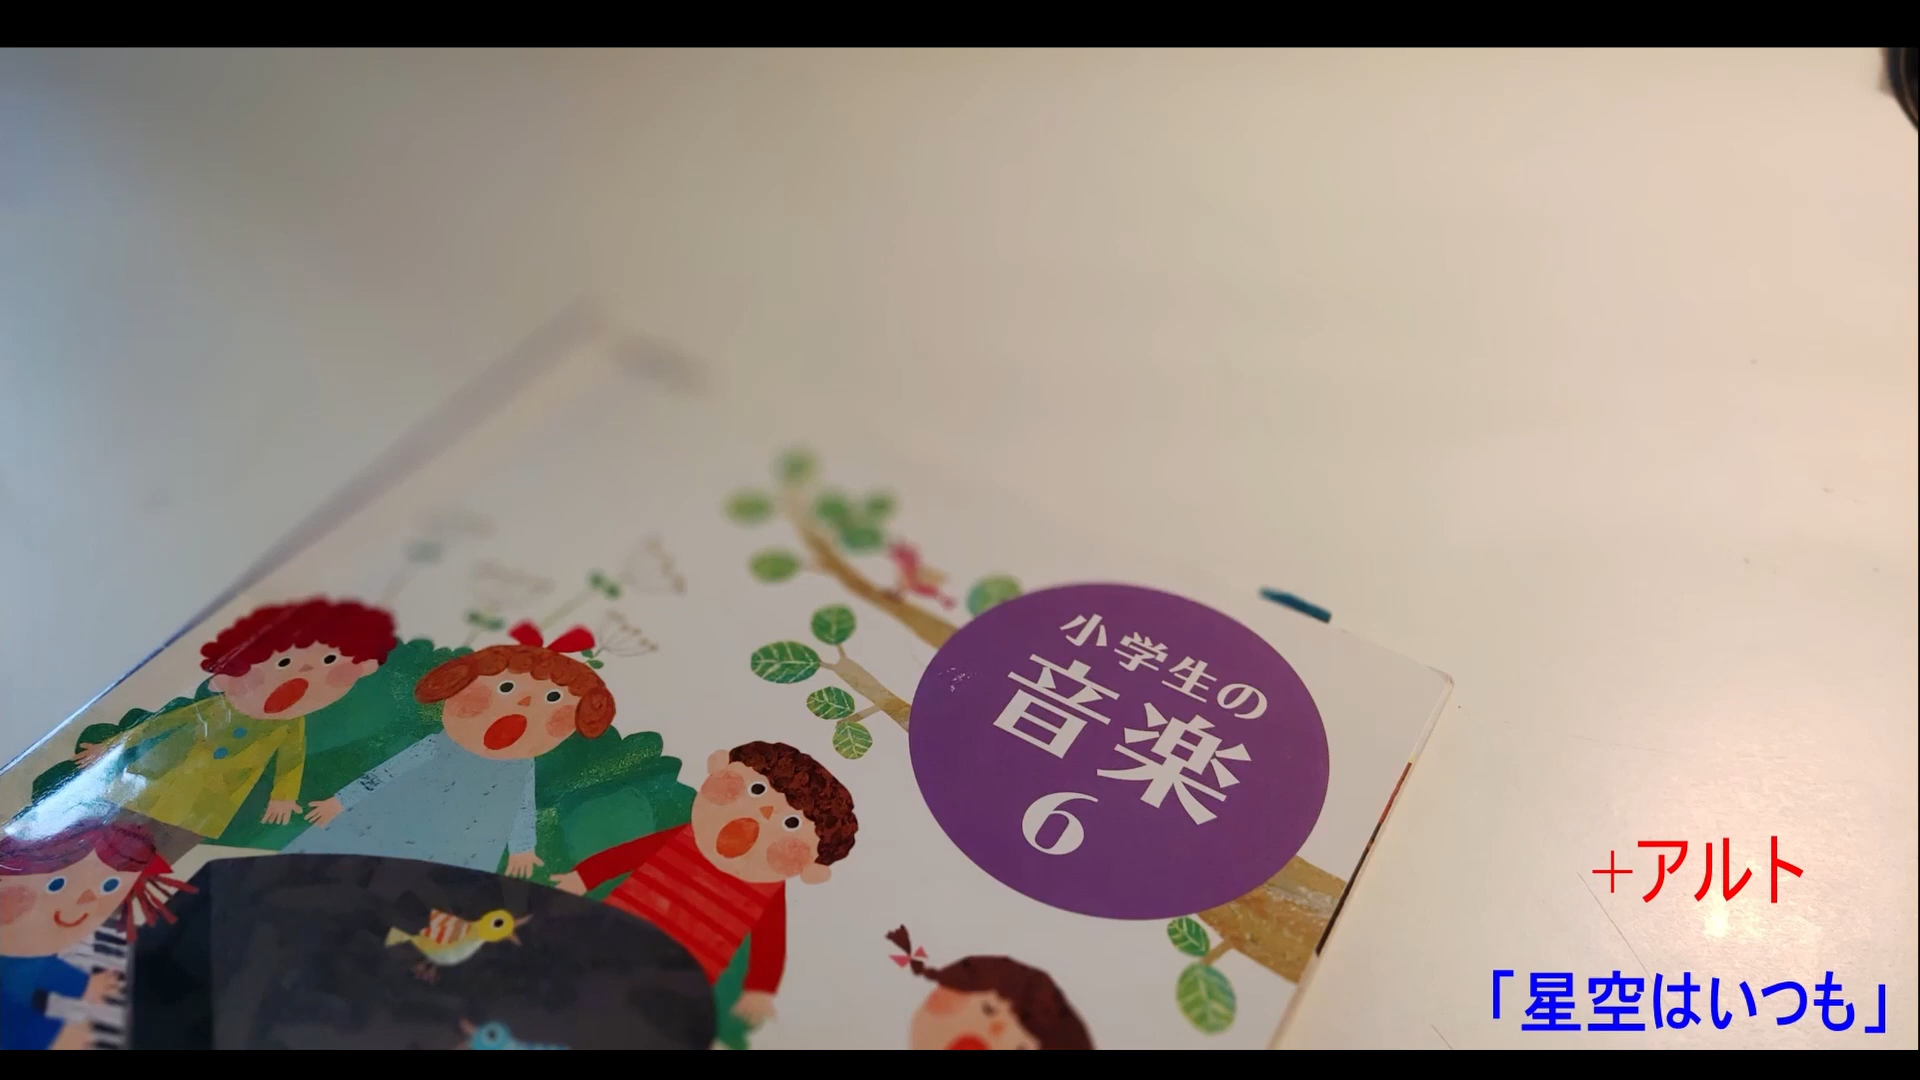 小学生の
音楽
6
+アルト
「星空はいつも」